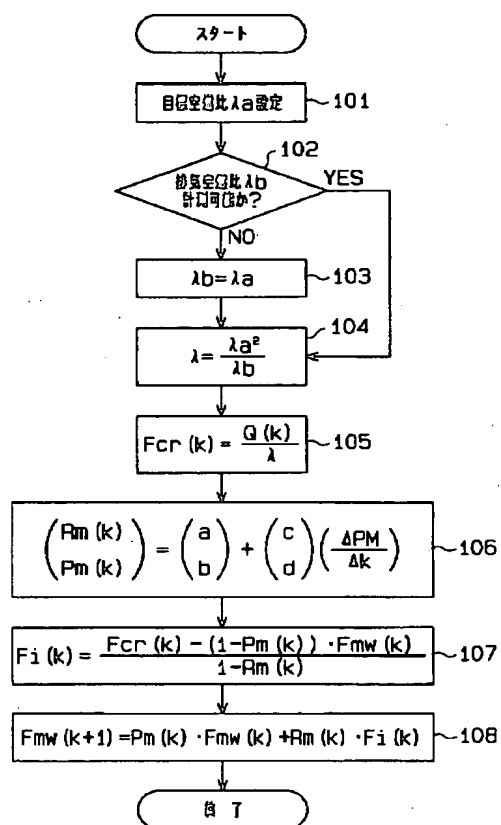 スタート
目標空燃比λa設定
101
102
排気空燃比λb
計測可能か?
YES
NO
λb=λa
103
104
λ=λa²/λb
Fcr(k)=Q(k)/λ
105
(Rm(k) Pm(k)) = (a b) + (c d)(ΔPM/Δk)
106
Fi(k)=Fcr(k)-(1-Pm(k))·Fmw(k)/1-Rm(k)
107
Fmw(k+1)=Pm(k)·Fmw(k)+Rm(k)·Fi(k)
108